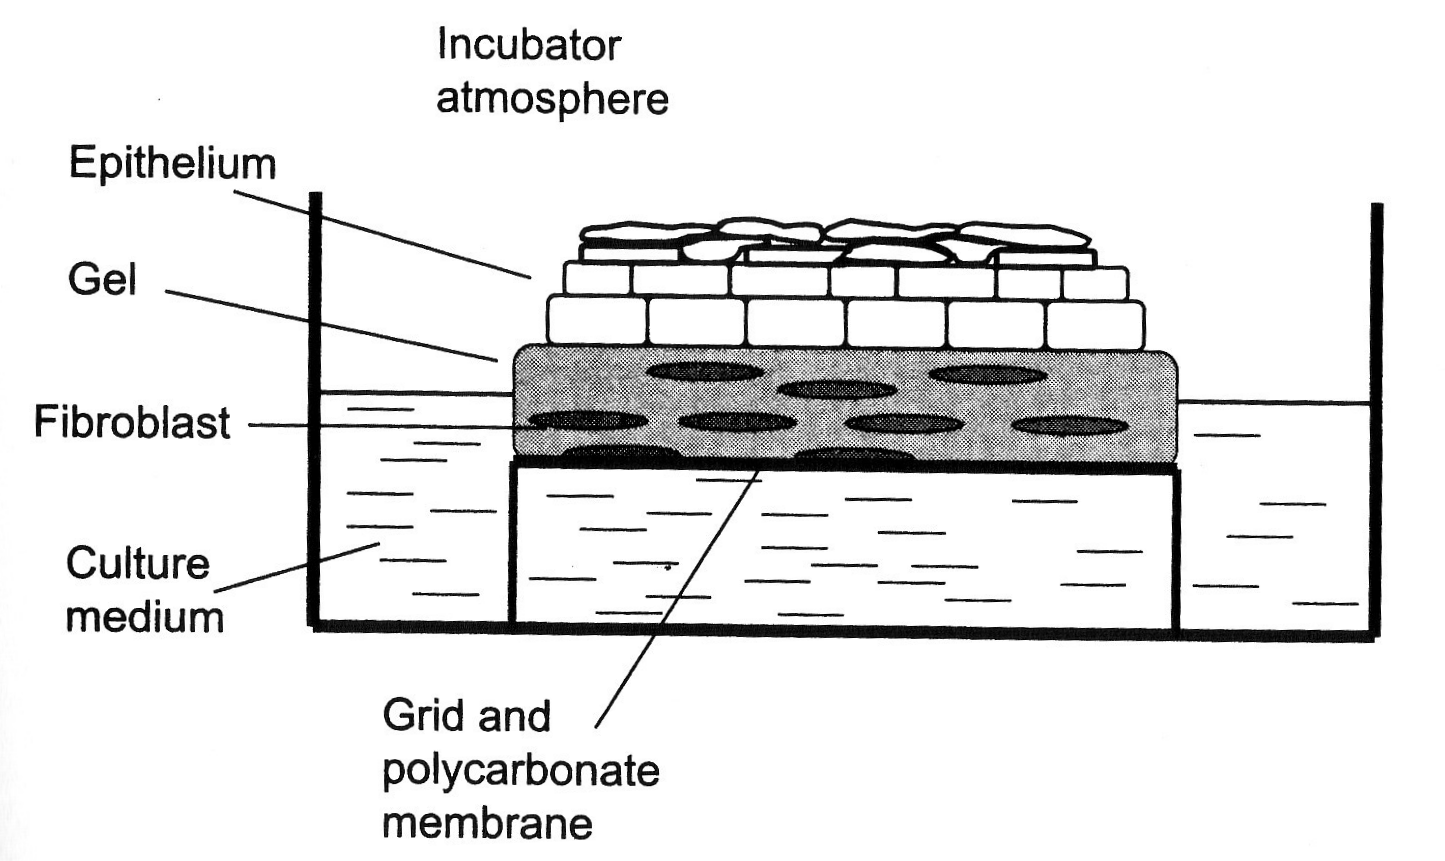 Incubator
atmosphere
Epithelium
Gel
Fibroblast
Culture
medium
Grid and
polycarbonate
membrane